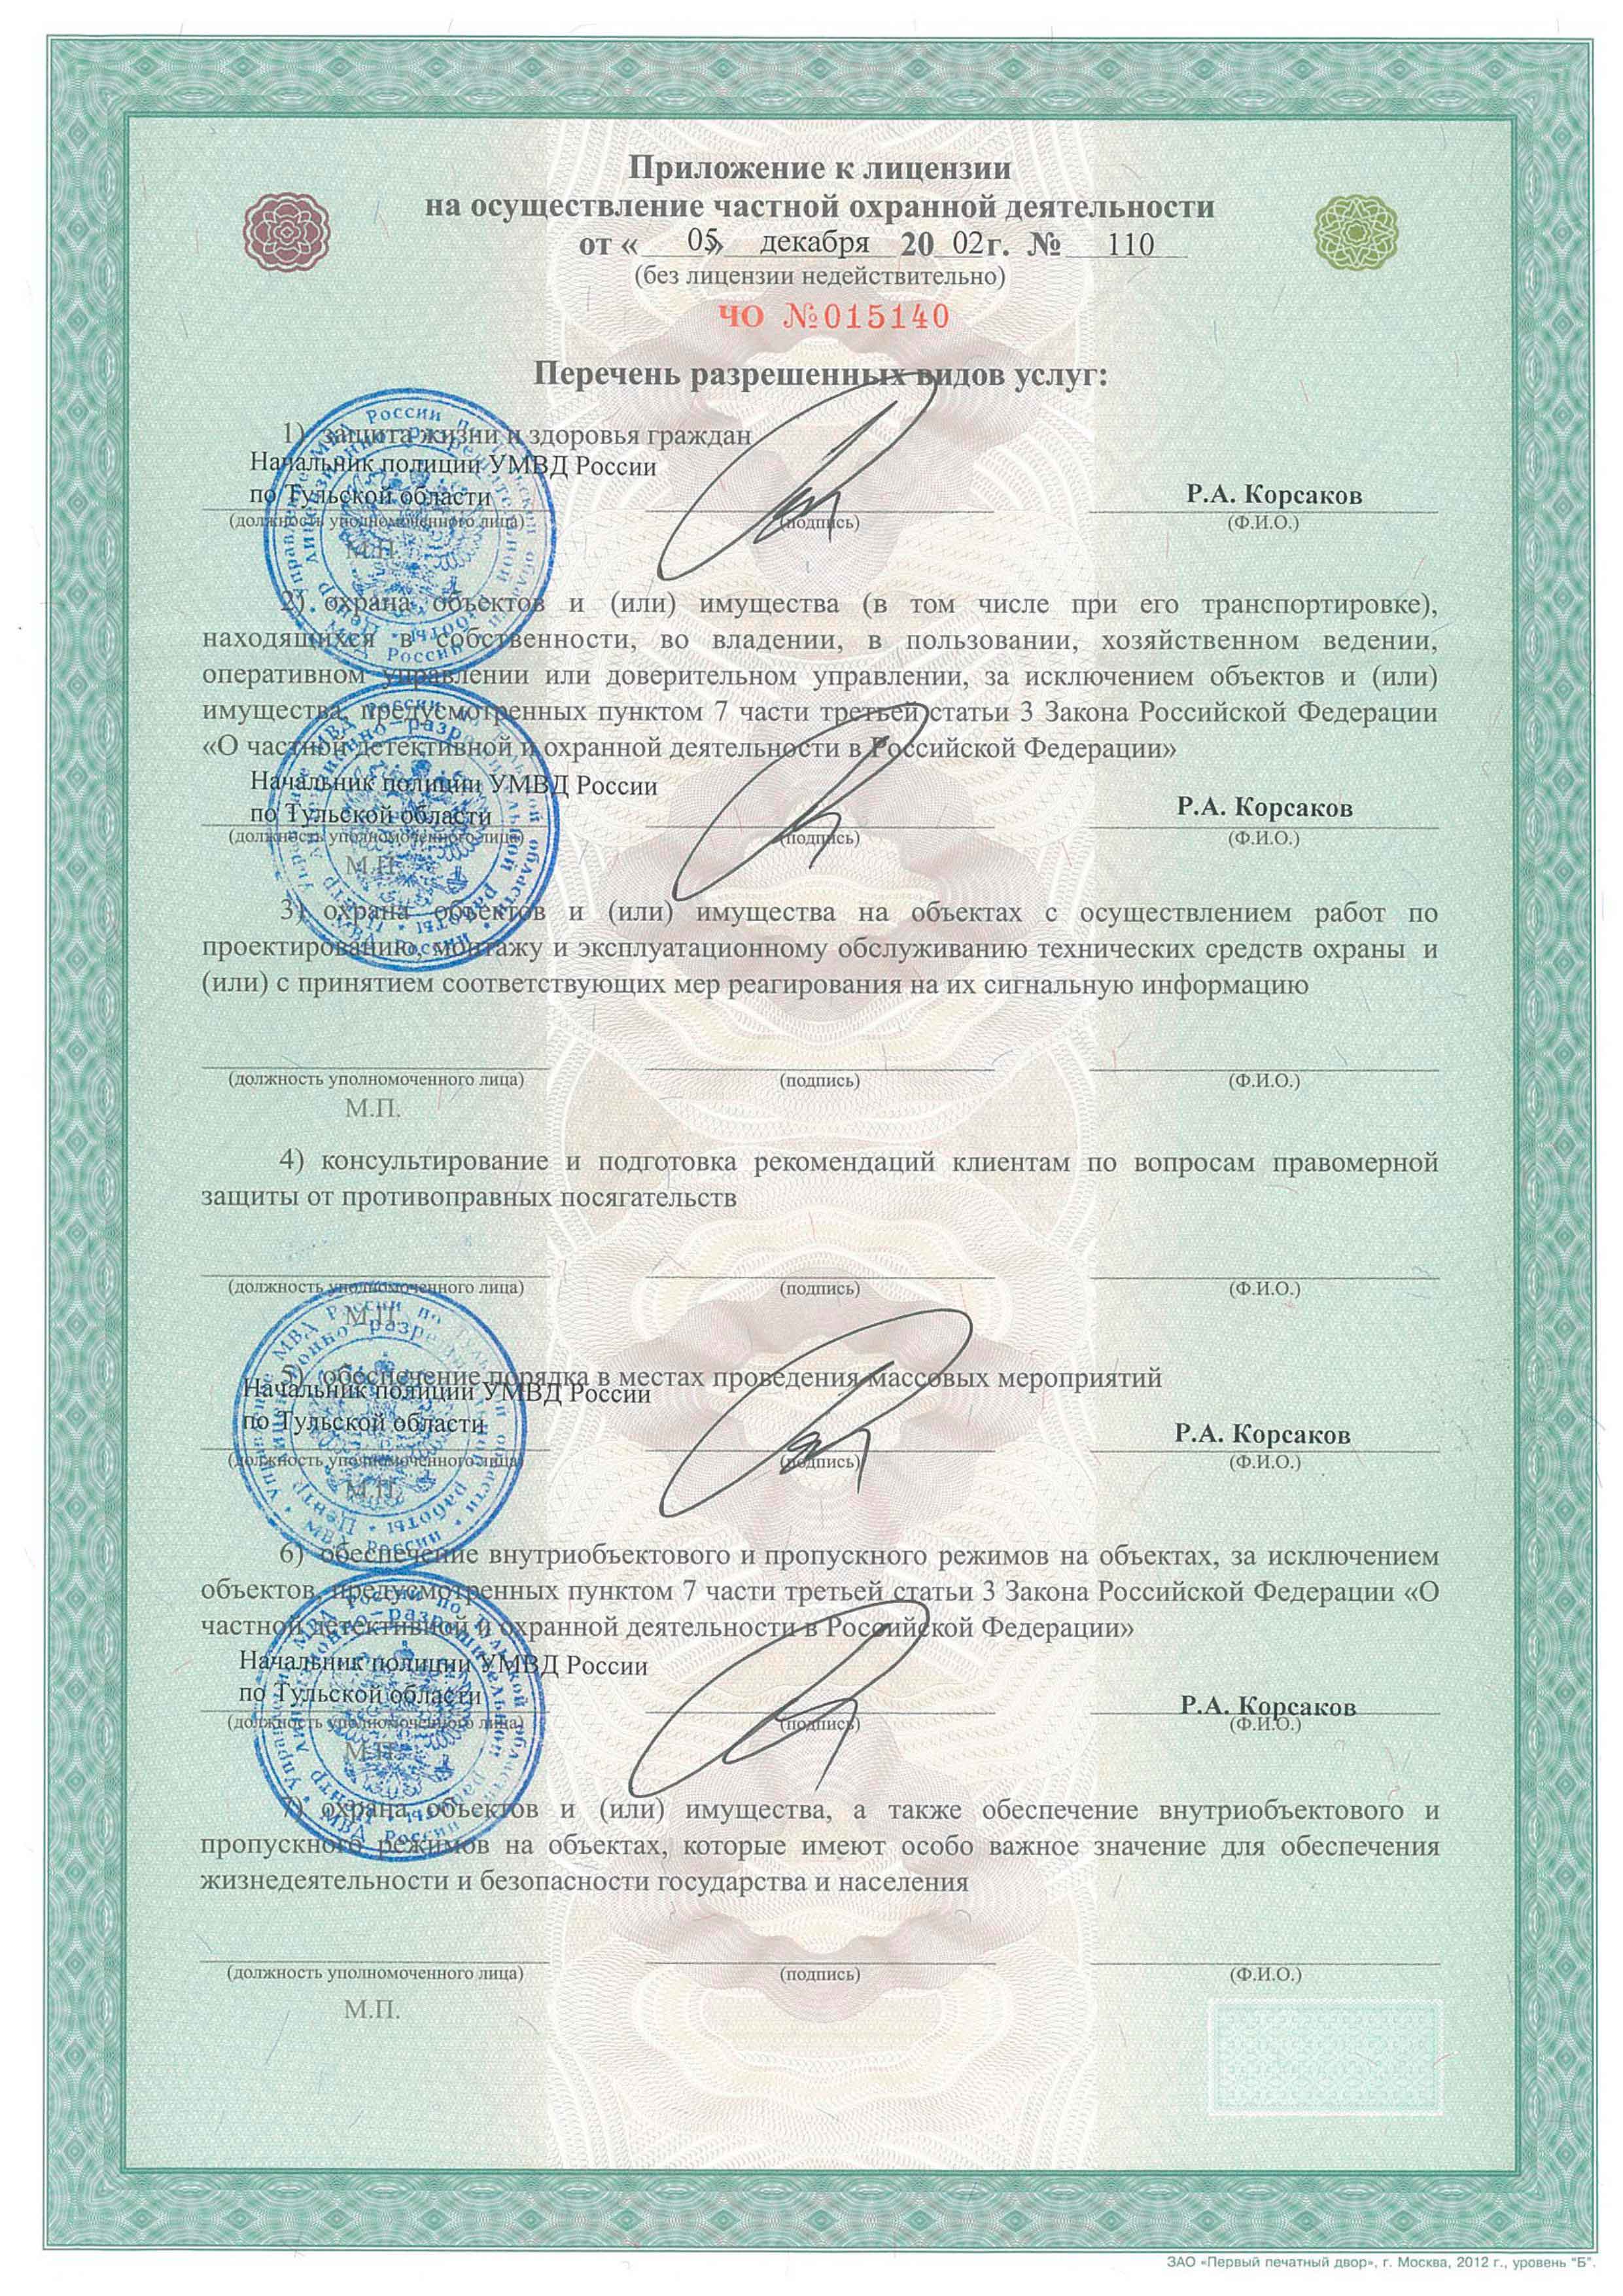 Приложение к лицензии
на осуществление частной охранной деятельности
от « 05 » декабря 20 02 г. № 110
(без лицензии недействительно)
ЧО №015140
Перечень разрешенных видов услуг:
1) защита жизни и здоровья граждан
Начальник полиции УМВД России
по Тульской области
Р.А. Корсаков
(должность уполномоченного лица) (подпись) (Ф.И.О.)
М.П.
2) охрана объектов и (или) имущества (в том числе при его транспортировке),
находящихся в собственности, во владении, в пользовании, хозяйственном ведении,
оперативном управлении или доверительном управлении, за исключением объектов и (или)
имущества, предусмотренных пунктом 7 части третьей статьи 3 Закона Российской Федерации
«О частной детективной и охранной деятельности в Российской Федерации»
Начальник полиции УМВД России
по Тульской области
Р.А. Корсаков
(должность уполномоченного лица) (подпись) (Ф.И.О.)
М.П.
3) охрана объектов и (или) имущества на объектах с осуществлением работ по
проектированию, монтажу и эксплуатационному обслуживанию технических средств охраны и
(или) с принятием соответствующих мер реагирования на их сигнальную информацию
(должность уполномоченного лица) (подпись) (Ф.И.О.)
М.П.
4) консультирование и подготовка рекомендаций клиентам по вопросам правомерной
защиты от противоправных посягательств
(должность уполномоченного лица) (подпись) (Ф.И.О.)
М.П.
5) обеспечение порядка в местах проведения массовых мероприятий
Начальник полиции УМВД России
по Тульской области
Р.А. Корсаков
(должность уполномоченного лица) (подпись) (Ф.И.О.)
М.П.
6) обеспечение внутриобъектового и пропускного режимов на объектах, за исключением
объектов, предусмотренных пунктом 7 части третьей статьи 3 Закона Российской Федерации «О
частной детективной и охранной деятельности в Российской Федерации»
Начальник полиции УМВД России
по Тульской области
Р.А. Корсаков
(должность уполномоченного лица) (подпись) (Ф.И.О.)
М.П.
7) охрана объектов и (или) имущества, а также обеспечение внутриобъектового и
пропускного режимов на объектах, которые имеют особо важное значение для обеспечения
жизнедеятельности и безопасности государства и населения
(должность уполномоченного лица) (подпись) (Ф.И.О.)
М.П.
ЗАО «Первый печатный двор», г. Москва, 2012 г., уровень "Б".